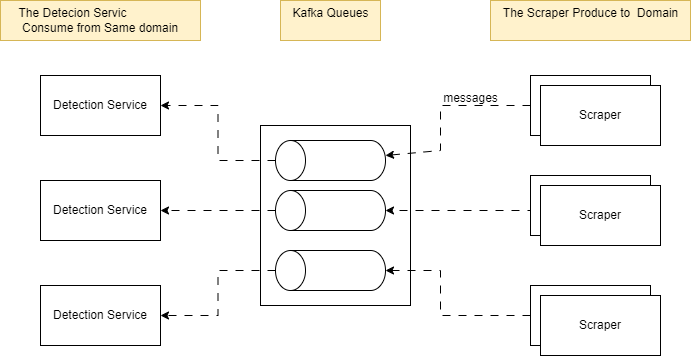 The Detecion Servic
Consume from Same domain
Kafka Queues
The Scraper Produce to Domain
Detection Service
messages
Scraper
Detection Service
Scraper
Detection Service
Scraper